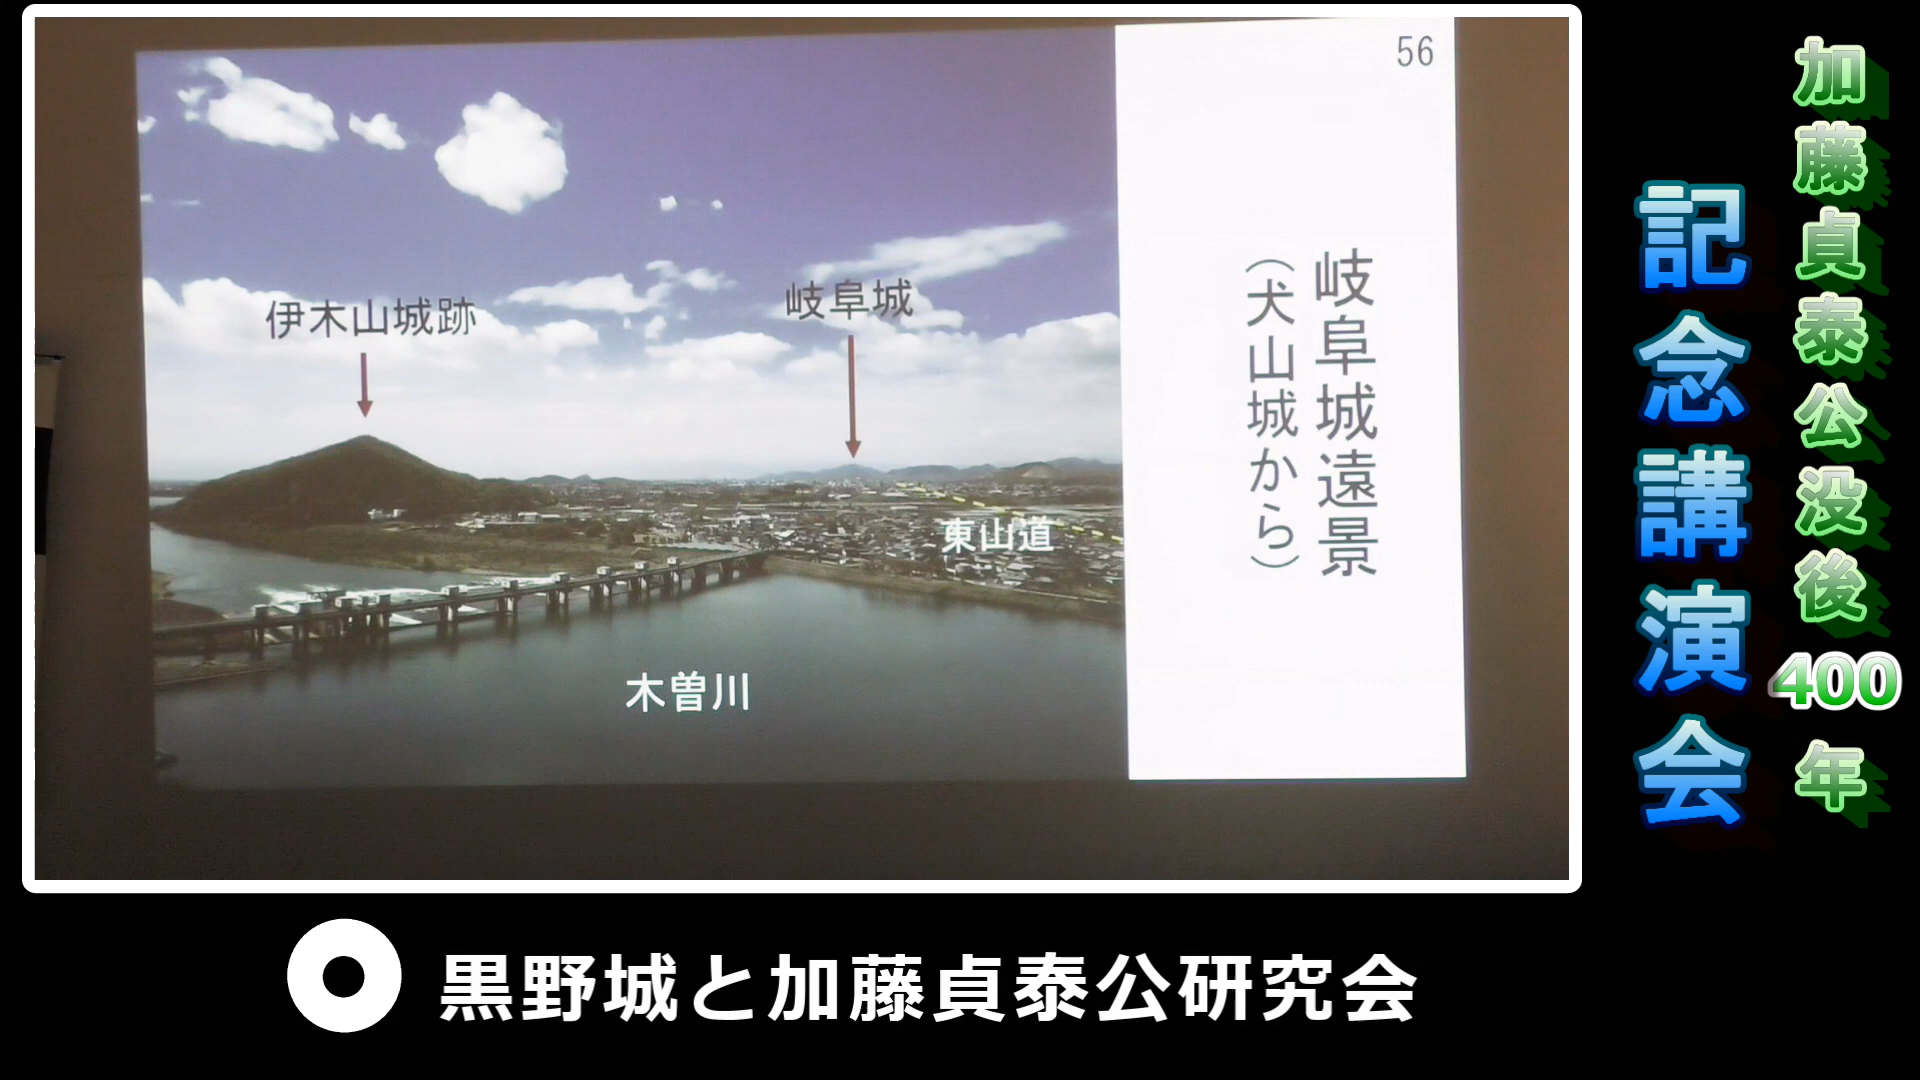 加藤貞泰公没後400年
記念講演会
56
岐阜城遠景
（犬山城から）
伊木山城跡
岐阜城
東山道
木曽川
黒野城と加藤貞泰公研究会